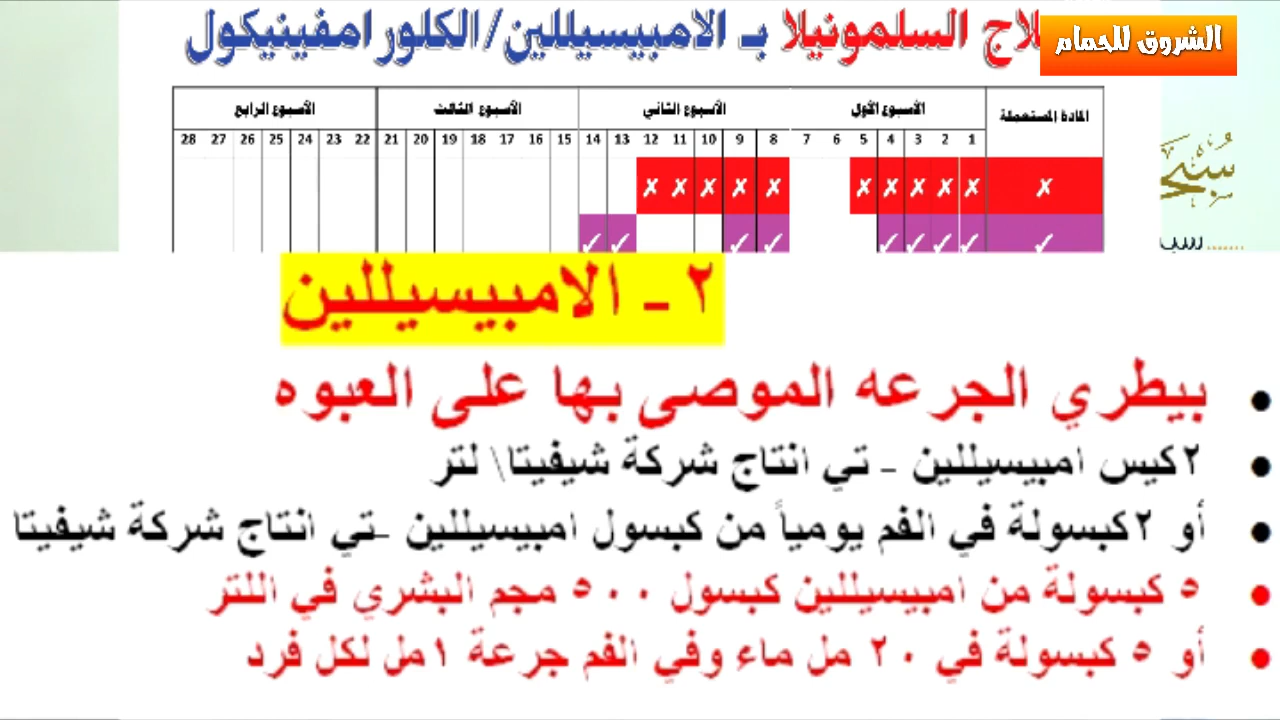 لاج السلمونيلا بـ الامبيسيللين/الكلورامفينيكول
الشروق للحمام
المادة المستعملة الأسبوع الأول الأسبوع الثاني الأسبوع الثالث الأسبوع الرابع
1 2 3 4 5 6 7 8 9 10 11 12 13 14 15 16 17 18 19 20 21 22 23 24 25 26 27 28
✗ ✗ ✗ ✗ ✗ ✗ ✗ ✗ ✗ ✗ ✗
✓ ✓ ✓ ✓ ✓ ✓ ✓ ✓ ✓
٢ - الامبيسيللين
• بيطري الجرعه الموصى بها على العبوه
• ٢كيس امبيسيللين - تي انتاج شركة شيفيتا\ لتر
• أو ٢كبسولة في الفم يومياً من كبسول امبيسيللين -تي انتاج شركة شيفيتا
• ٥ كبسولة من امبيسيللين كبسول ٥٠٠ مجم البشري في اللتر
• أو ٥ كبسولة في ٢٠ مل ماء وفي الفم جرعة ١مل لكل فرد